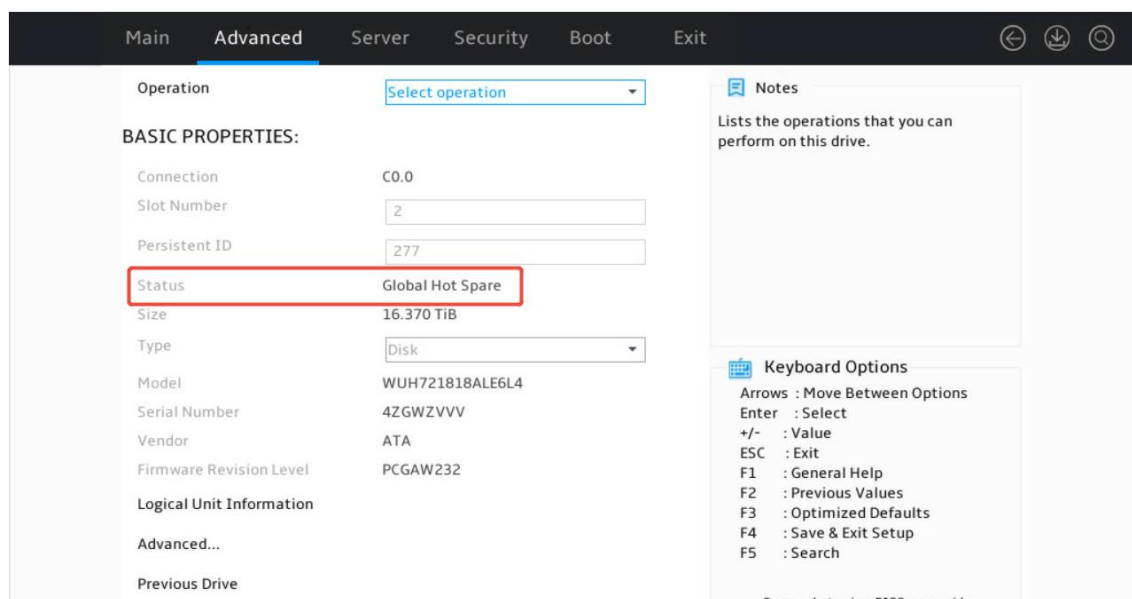 Main Advanced Server Security Boot Exit
Operation Select operation
BASIC PROPERTIES:
Connection C0.0
Slot Number 2
Persistent ID 277
Status Global Hot Spare
Size 16.370 TiB
Type Disk
Model WUH721818ALE6L4
Serial Number 4ZGWZVVV
Vendor ATA
Firmware Revision Level PCGAW232
Logical Unit Information
Advanced...
Previous Drive
Notes
Lists the operations that you can
perform on this drive.
Keyboard Options
Arrows : Move Between Options
Enter : Select
+/- : Value
ESC : Exit
F1 : General Help
F2 : Previous Values
F3 : Optimized Defaults
F4 : Save & Exit Setup
F5 : Search